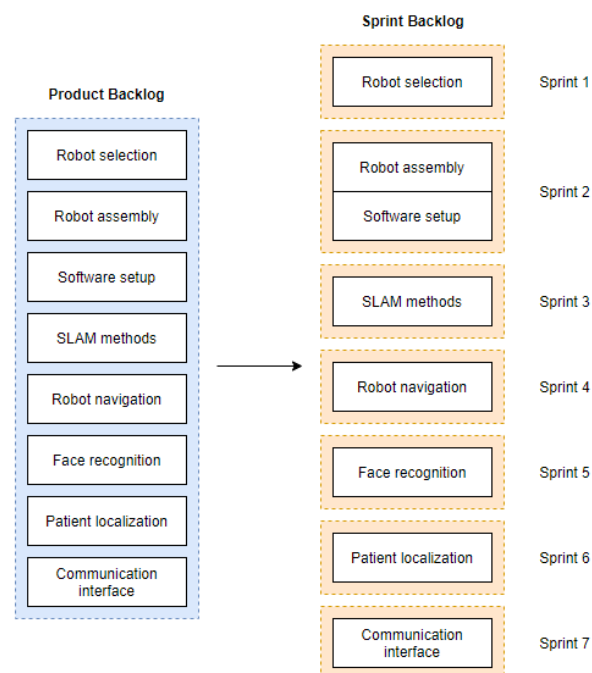 Product Backlog
Robot selection
Robot assembly
Software setup
SLAM methods
Robot navigation
Face recognition
Patient localization
Communication
interface
Sprint Backlog
Robot selection
Sprint 1
Robot assembly
Software setup
Sprint 2
SLAM methods
Sprint 3
Robot navigation
Sprint 4
Face recognition
Sprint 5
Patient localization
Sprint 6
Communication
interface
Sprint 7